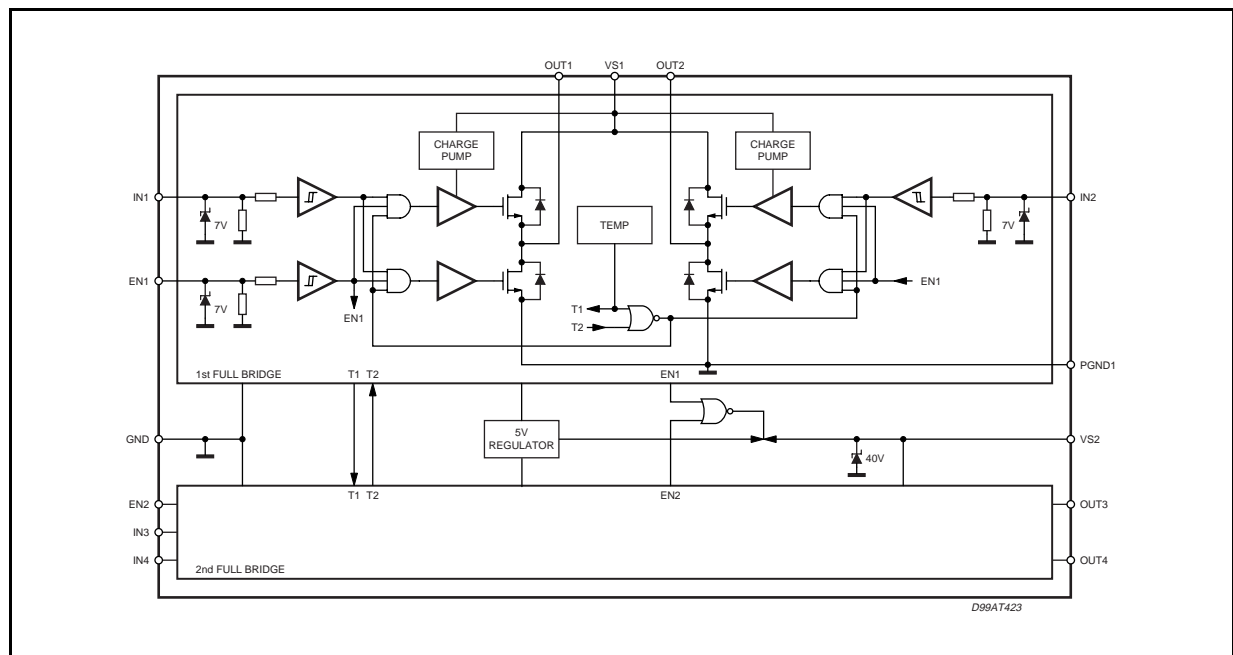 OUT1 VS1 OUT2
CHARGE
PUMP
CHARGE
PUMP
IN1
IN2
7V
TEMP
7V
EN1
EN1
7V
EN1
T1
T2
PGND1
1st FULL BRIDGE T1 T2 EN1
GND
5V
REGULATOR
VS2
40V
T1 T2 EN2
EN2
OUT3
IN3
IN4
OUT4
2nd FULL BRIDGE
D99AT423